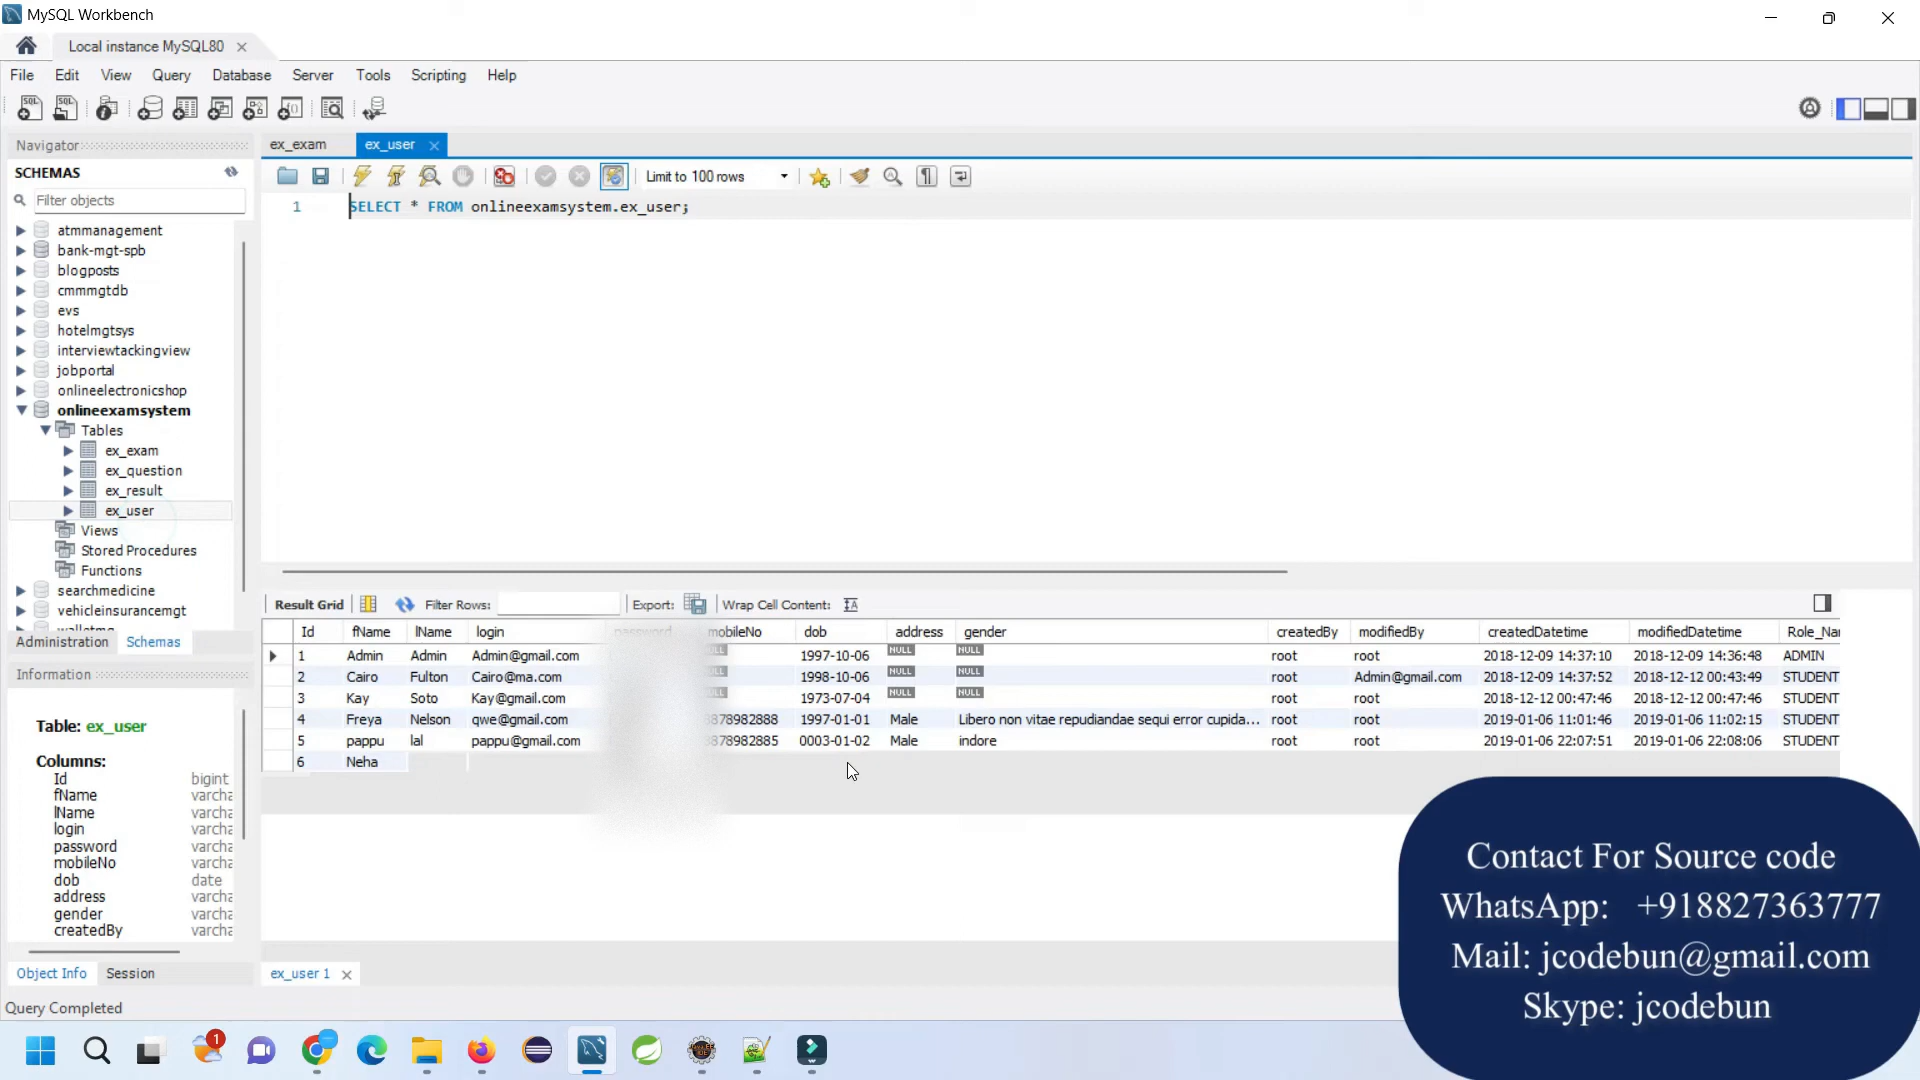 MySQL Workbench
Local instance MySQL80
File Edit View Query Database Server Tools Scripting Help
Navigator
SCHEMAS
Filter objects
atmmanagement
bank-mgt-spb
blogposts
cmmmgtdb
evs
hotelmgtsys
interviewtackingview
jobportal
onlineelectronicshop
onlineexamsystem
Tables
ex_exam
ex_question
ex_result
ex_user
Views
Stored Procedures
Functions
searchmedicine
vehicleinsurancemgt
Administration Schemas
Information
Table: ex_user
Columns:
Id bigint
fName varcha
lName varcha
login varcha
password varcha
mobileNo varcha
dob date
address varcha
gender varcha
createdBy varcha
Object Info Session
Query Completed
ex_exam ex_user
Limit to 100 rows
1 SELECT * FROM onlineexamsystem.ex_user;
Result Grid Filter Rows: Export: Wrap Cell Content:
Id fName lName login password mobileNo dob address gender createdBy modifiedBy createdDatetime modifiedDatetime Role_Nar
1 Admin Admin Admin@gmail.com 1997-10-06 NULL NULL root root 2018-12-09 14:37:10 2018-12-09 14:36:48 ADMIN
2 Cairo Fulton Cairo@ma.com 1998-10-06 NULL NULL root Admin@gmail.com 2018-12-09 14:37:52 2018-12-12 00:43:49 STUDENT
3 Kay Soto Kay@gmail.com 1973-07-04 NULL NULL root root 2018-12-12 00:47:46 2018-12-12 00:47:46 STUDENT
4 Freya Nelson qwe@gmail.com 8878982888 1997-01-01 Male Libero non vitae repudiandae sequi error cupida... root root 2019-01-06 11:01:46 2019-01-06 11:02:15 STUDENT
5 pappu lal pappu@gmail.com 8878982885 0003-01-02 Male indore root root 2019-01-06 22:07:51 2019-01-06 22:08:06 STUDENT
6 Neha
ex_user 1
Contact For Source code
WhatsApp: +918827363777
Mail: jcodebun@gmail.com
Skype: jcodebun
1